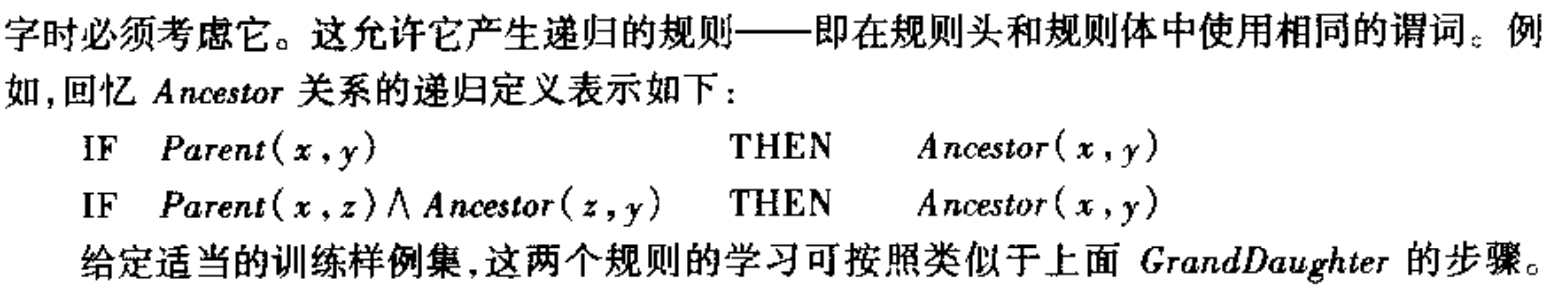 字时必须考虑它。这允许它产生递归的规则——即在规则头和规则体中使用相同的谓词。例
如,回忆 Ancestor 关系的递归定义表示如下:
IF Parent(x,y) THEN Ancestor(x,y)
IF Parent(x,z)∧Ancestor(z,y) THEN Ancestor(x,y)
给定适当的训练样例集,这两个规则的学习可按照类似于上面 GrandDaughter 的步骤。